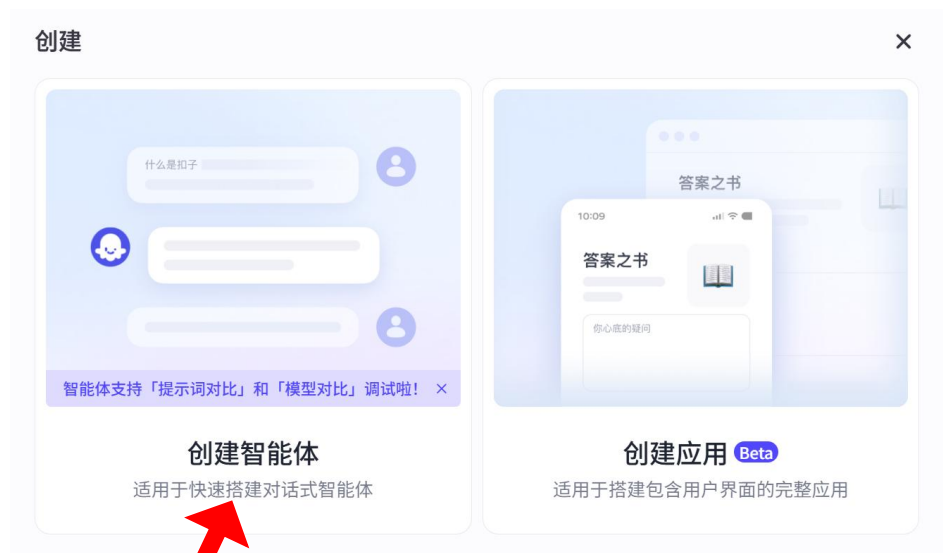 创建
什么是扣子
智能体支持「提示词对比」和「模型对比」调试啦！
创建智能体
适用于快速搭建对话式智能体
答案之书
10:09
答案之书
你心底的疑问
创建应用 Beta
适用于搭建包含用户界面的完整应用